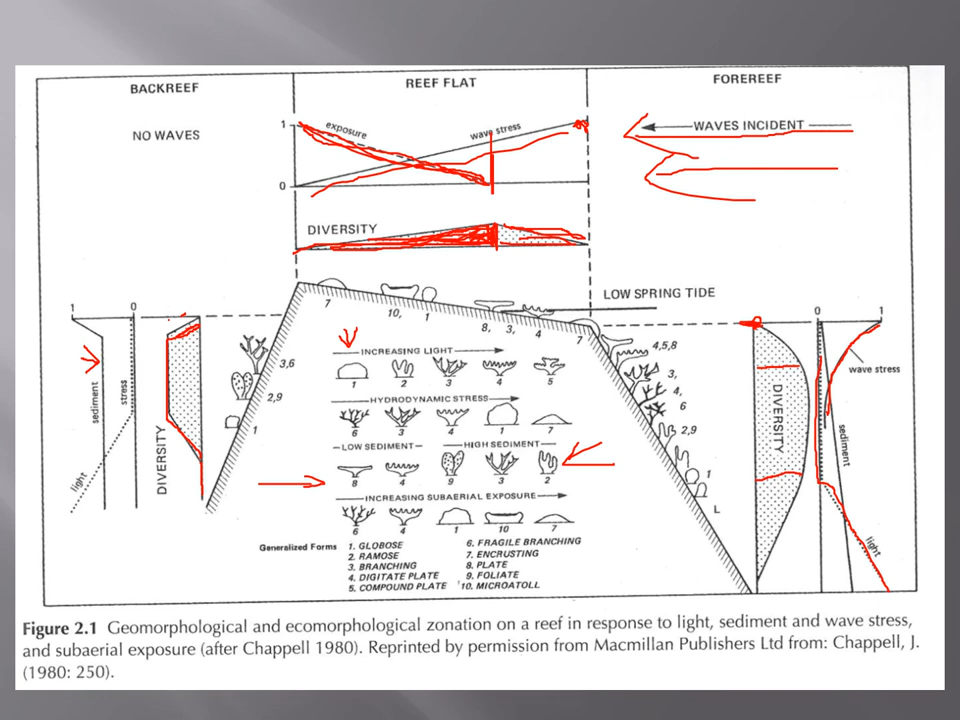 BACKREEF
REEF FLAT
FOREREEF
NO WAVES
1
exposure
wave stress
WAVES INCIDENT
0
DIVERSITY
LOW SPRING TIDE
7
10,
1
8,
3,
4
7
1
0
sediment
stress
light
DIVERSITY
3,6
2,9
1
INCREASING LIGHT
1
2
3
4
5
HYDRODYNAMIC STRESS
6
3
4
1
7
LOW SEDIMENT
HIGH SEDIMENT
8
4
9
3
2
INCREASING SUBAERIAL EXPOSURE
6
4
1
10
7
Generalized Forms
1. GLOBOSE
2. RAMOSE
3. BRANCHING
4. DIGITATE PLATE
5. COMPOUND PLATE
6. FRAGILE BRANCHING
7. ENCRUSTING
8. PLATE
9. FOLIATE
10. MICROATOLL
4,5,8
3,
4,
6
2,9
1
L
DIVERSITY
0
1
wave stress
sediment
light
Figure 2.1 Geomorphological and ecomorphological zonation on a reef in response to light, sediment and wave stress,
and subaerial exposure (after Chappell 1980). Reprinted by permission from Macmillan Publishers Ltd from: Chappell, J.
(1980: 250).